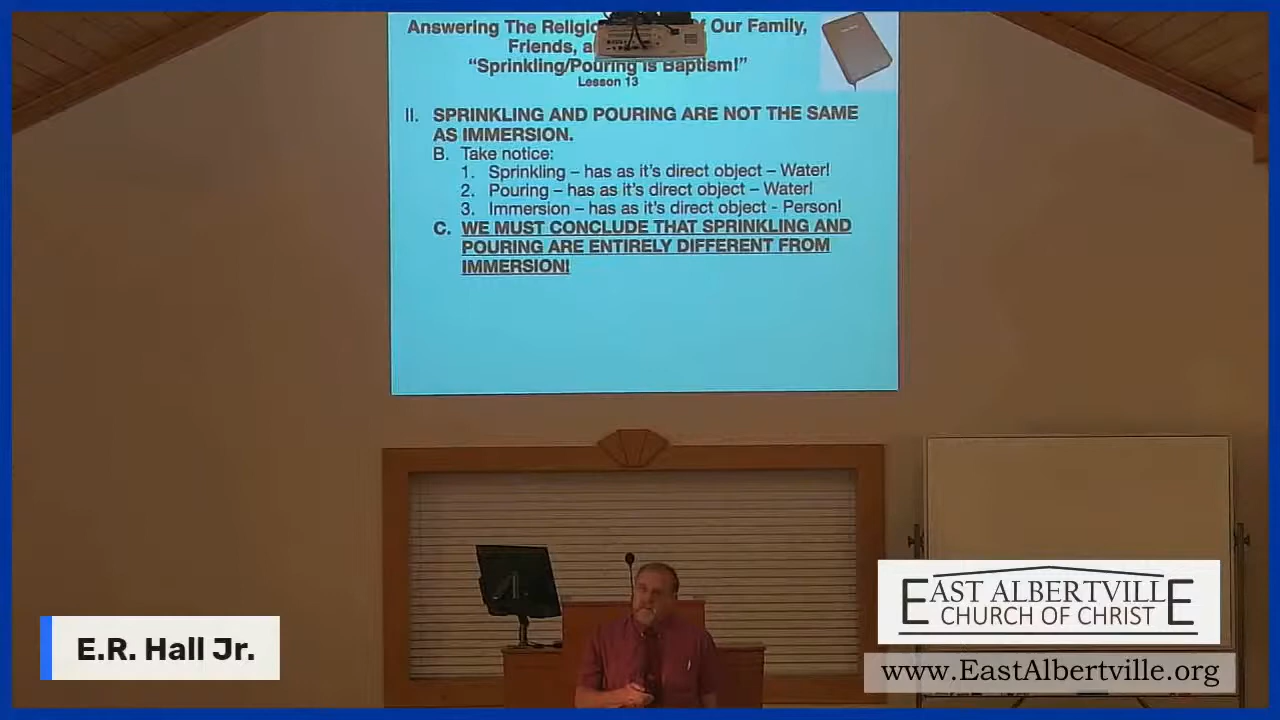 Answering The Our Family,
Friends,
“Sprinkling/Pouring Is Baptism!”
Lesson 13
II. SPRINKLING AND POURING ARE NOT THE SAME
AS IMMERSION.
B. Take notice:
1. Sprinkling – has as it's direct object – Water!
2. Pouring – has as it's direct object – Water!
3. Immersion – has as it's direct object - Person!
C. WE MUST CONCLUDE THAT SPRINKLING AND
POURING ARE ENTIRELY DIFFERENT FROM
IMMERSION!
E.R. Hall Jr.
EAST ALBERTVILLE
CHURCH OF CHRIST
www.EastAlbertville.org